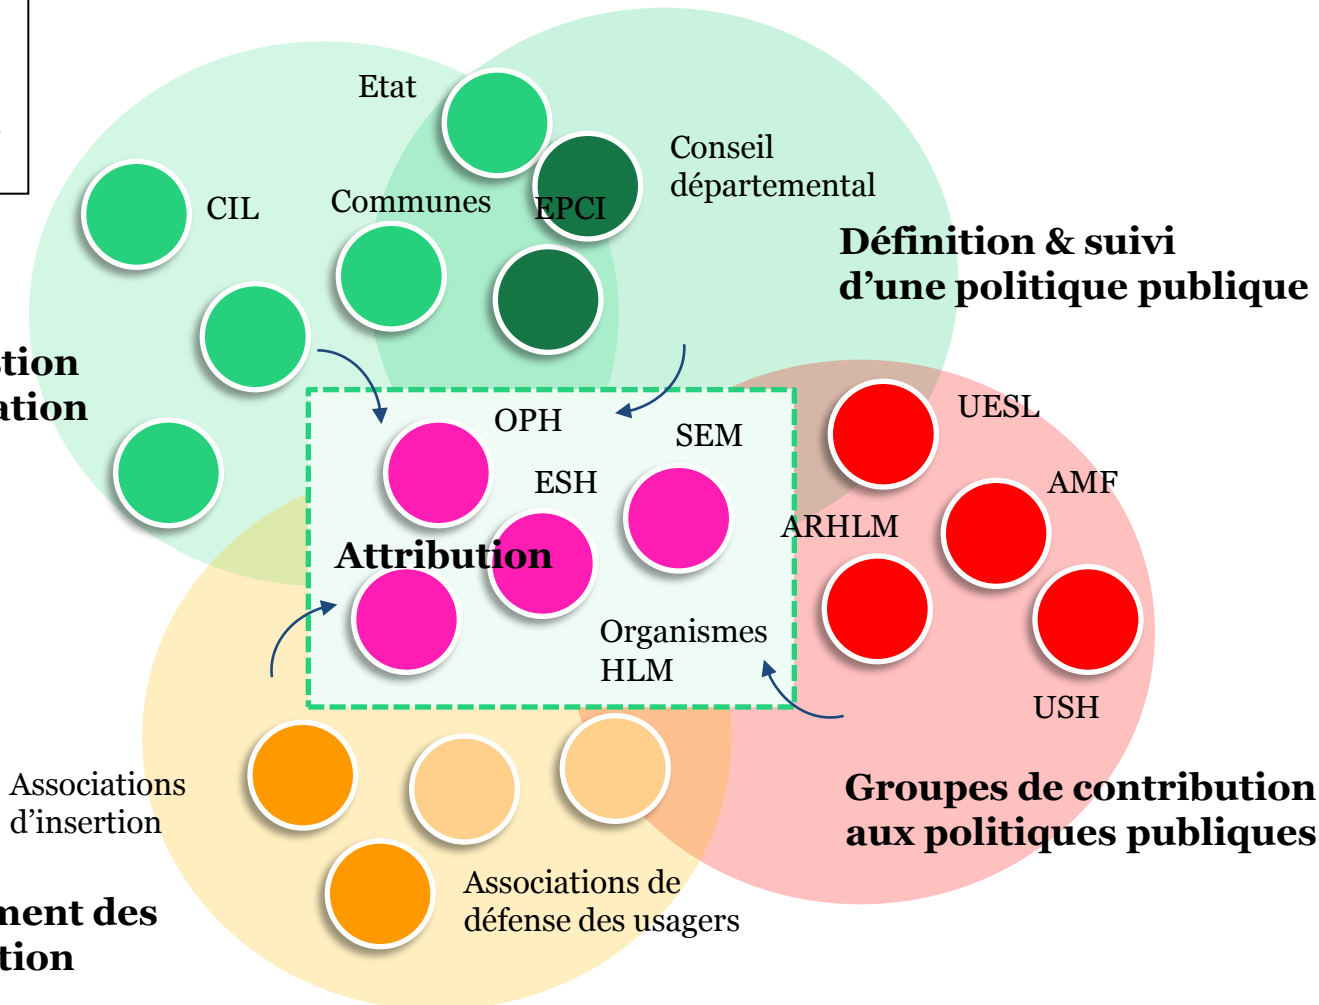 Etat
Conseil
départemental
CIL
Communes
EPCI
Définition & suivi
d’une politique publique
stion
ation
UESL
OPH
SEM
ESH
AMF
ARHLM
Attribution
Organismes
HLM
USH
Associations
d’insertion
Groupes de contribution
aux politiques publiques
Associations de
défense des usagers
ment des
tion